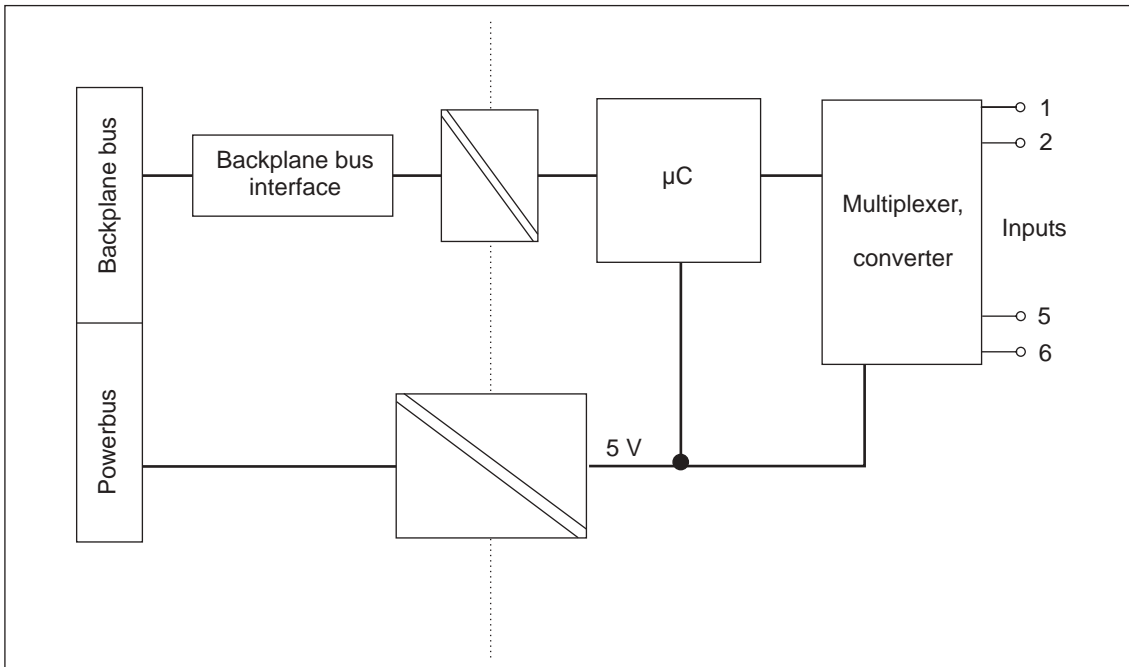 Backplane bus
Powerbus
Backplane bus
interface
µC
Multiplexer,
converter
1
2
Inputs
5
6
5 V